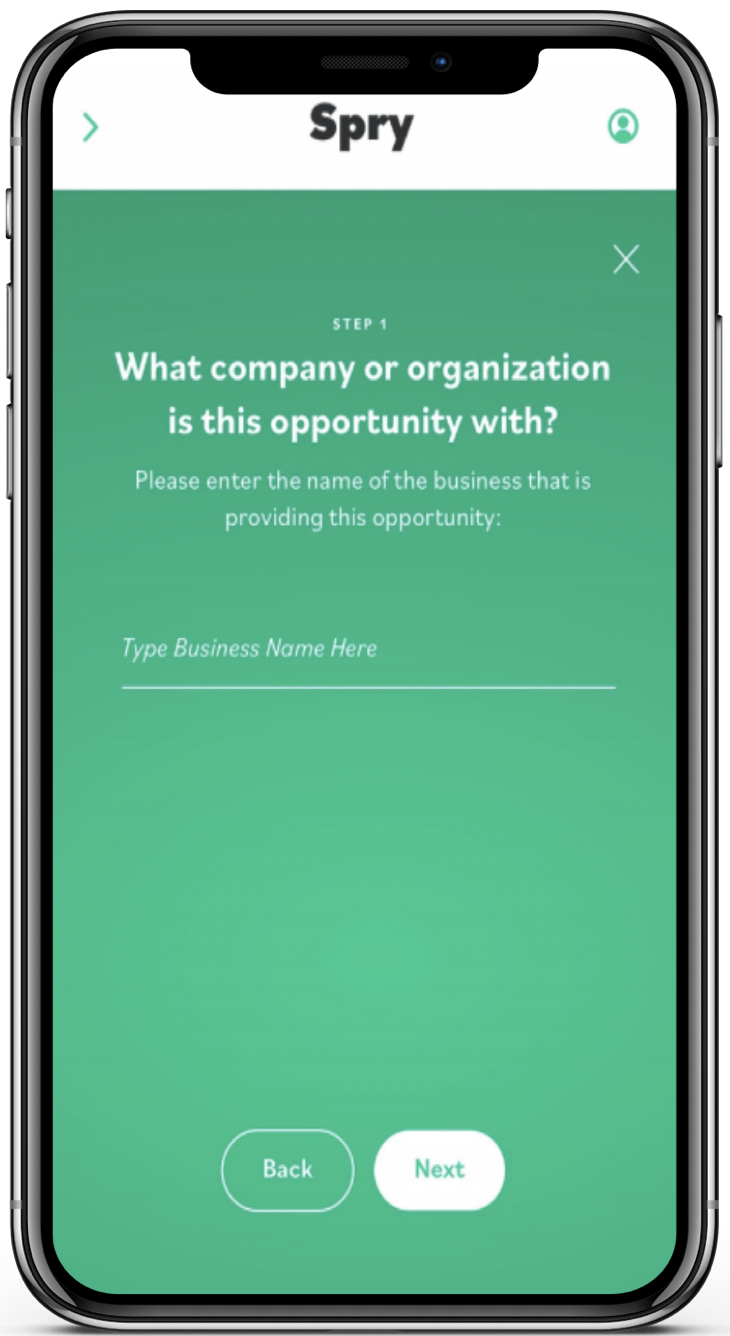 Spry
STEP 1
What company or organization
is this opportunity with?
Please enter the name of the business that is
providing this opportunity:
Type Business Name Here
Back Next